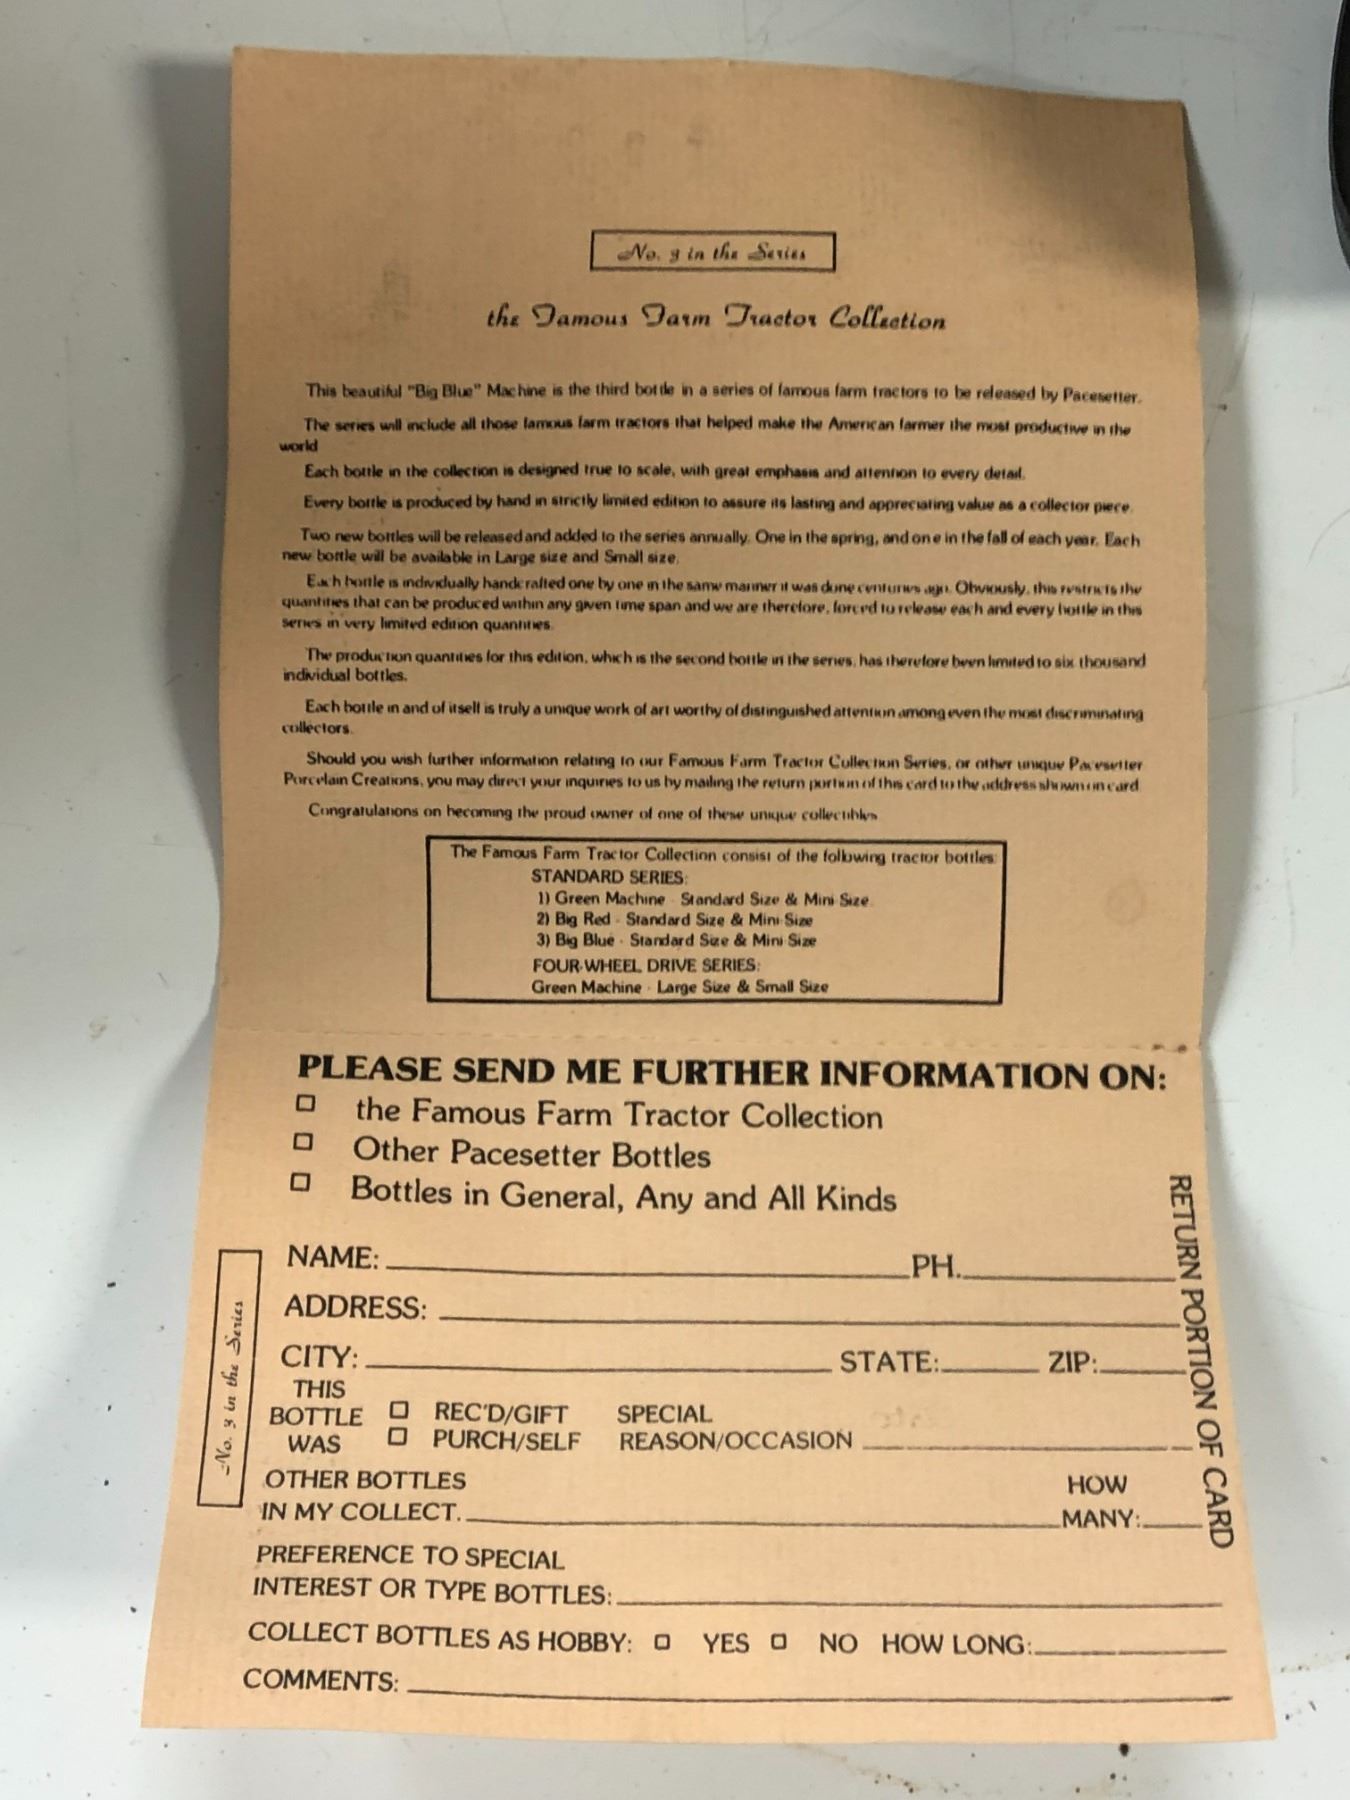 No. 3 in the Series
the Famous Farm Tractor Collection
This beautiful "Big Blue" Machine is the third bottle in a series of famous farm tractors to be released by Pacesetter.
The series will include all those famous farm tractors that helped make the American farmer the most productive in the
world
Each bottle in the collection is designed true to scale, with great emphasis and attention to every detail.
Every bottle is produced by hand in strictly limited edition to assure its lasting and appreciating value as a collector piece.
Two new bottles will be released and added to the series annually. One in the spring, and one in the fall of each year. Each
new bottle will be available in Large size and Small size.
Each bottle is individually handcrafted one by one in the same manner it was done centuries ago. Obviously, this restricts the
quantities that can be produced within any given time span and we are therefore, forced to release each and every bottle in this
series in very limited edition quantities.
The production quantities for this edition, which is the second bottle in the series, has therefore been limited to six thousand
individual bottles.
Each bottle in and of itself is truly a unique work of art worthy of distinguished attention among even the most discriminating
collectors.
Should you wish further information relating to our Famous Farm Tractor Collection Series, or other unique Pacesetter
Porcelain Creations, you may direct your inquiries to us by mailing the return portion of this card to the address shown on card
Congratulations on becoming the proud owner of one of these unique collectibles
The Famous Farm Tractor Collection consist of the following tractor bottles:
STANDARD SERIES:
1) Green Machine - Standard Size & Mini Size
2) Big Red - Standard Size & Mini Size
3) Big Blue - Standard Size & Mini Size
FOUR-WHEEL DRIVE SERIES:
Green Machine - Large Size & Small Size
PLEASE SEND ME FURTHER INFORMATION ON:
the Famous Farm Tractor Collection
Other Pacesetter Bottles
Bottles in General, Any and All Kinds
NAME: PH.
ADDRESS:
CITY: STATE: ZIP:
THIS
BOTTLE REC'D/GIFT SPECIAL
WAS PURCH/SELF REASON/OCCASION
OTHER BOTTLES HOW
IN MY COLLECT. MANY:
PREFERENCE TO SPECIAL
INTEREST OR TYPE BOTTLES:
COLLECT BOTTLES AS HOBBY: YES NO HOW LONG:
COMMENTS:
No. 3 in the Series
RETURN PORTION OF CARD